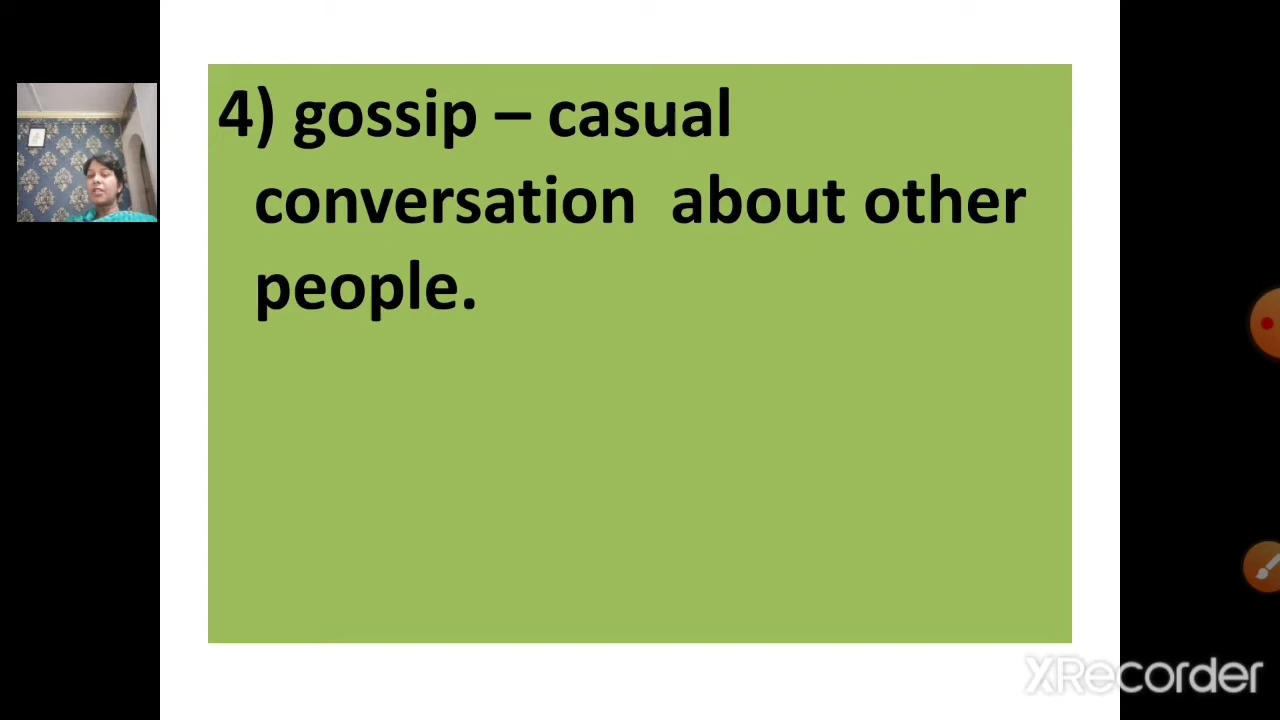 4) gossip – casual
conversation  about other
people.
XRecorder